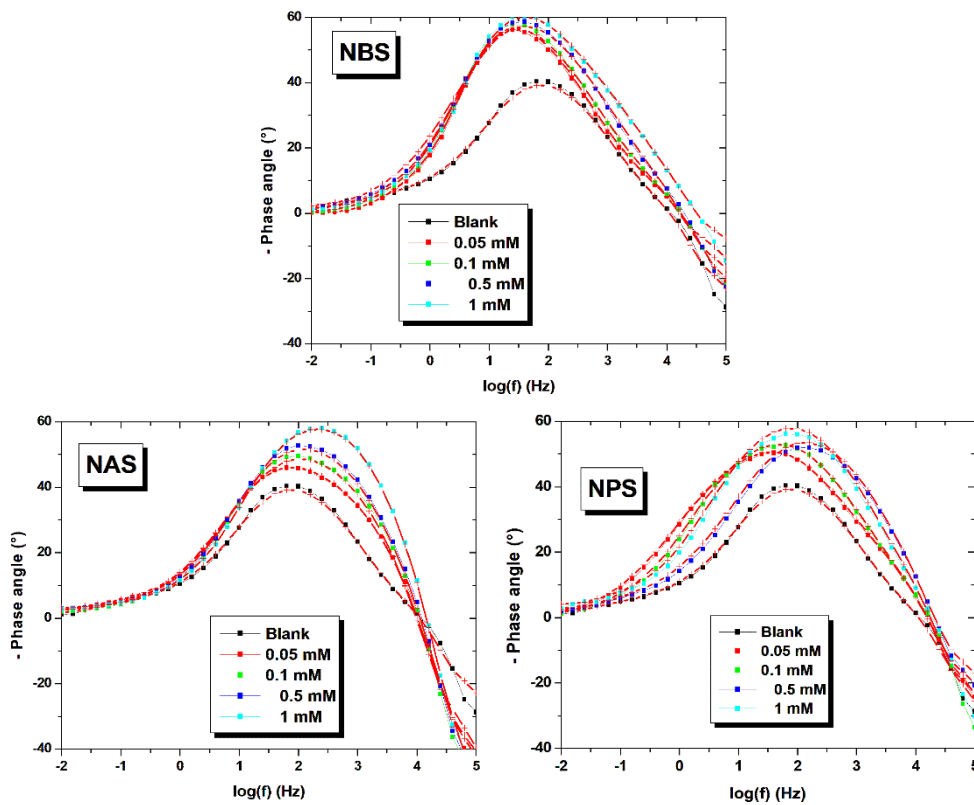 NBS
60
40
20
0
-20
-40
- Phase angle (°)
Blank
0.05 mM
0.1 mM
0.5 mM
1 mM
-2 -1 0 1 2 3 4 5
log(f) (Hz)
NAS
60
40
20
0
-20
-40
- Phase angle (°)
Blank
0.05 mM
0.1 mM
0.5 mM
1 mM
-2 -1 0 1 2 3 4 5
log(f) (Hz)
NPS
60
40
20
0
-20
-40
- Phase angle (°)
Blank
0.05 mM
0.1 mM
0.5 mM
1 mM
-2 -1 0 1 2 3 4 5
log(f) (Hz)